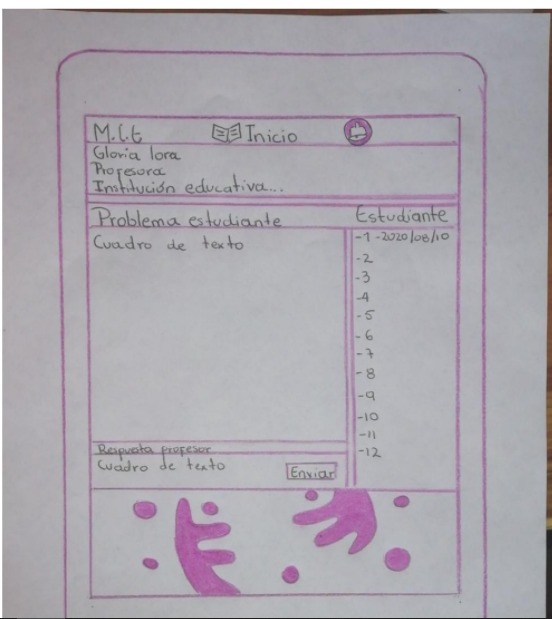 M.C.t Inicio
Gloria lora
Profesora
Institución educativa...
Problema estudiante
Cuadro de texto
Respuesta profesor
Cuadro de texto
Enviar
Estudiante
-1 -2020/08/10
-2
-3
-4
-5
-6
-7
-8
-9
-10
-11
-12